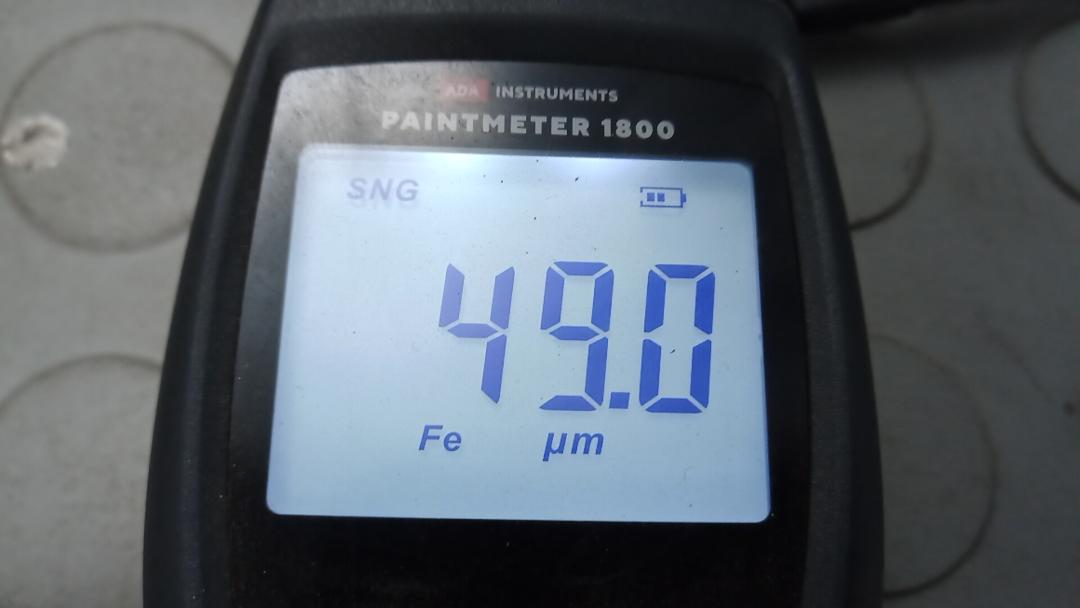 ADA INSTRUMENTS
PAINTMETER 1800
SNG
49.0
Fe µm